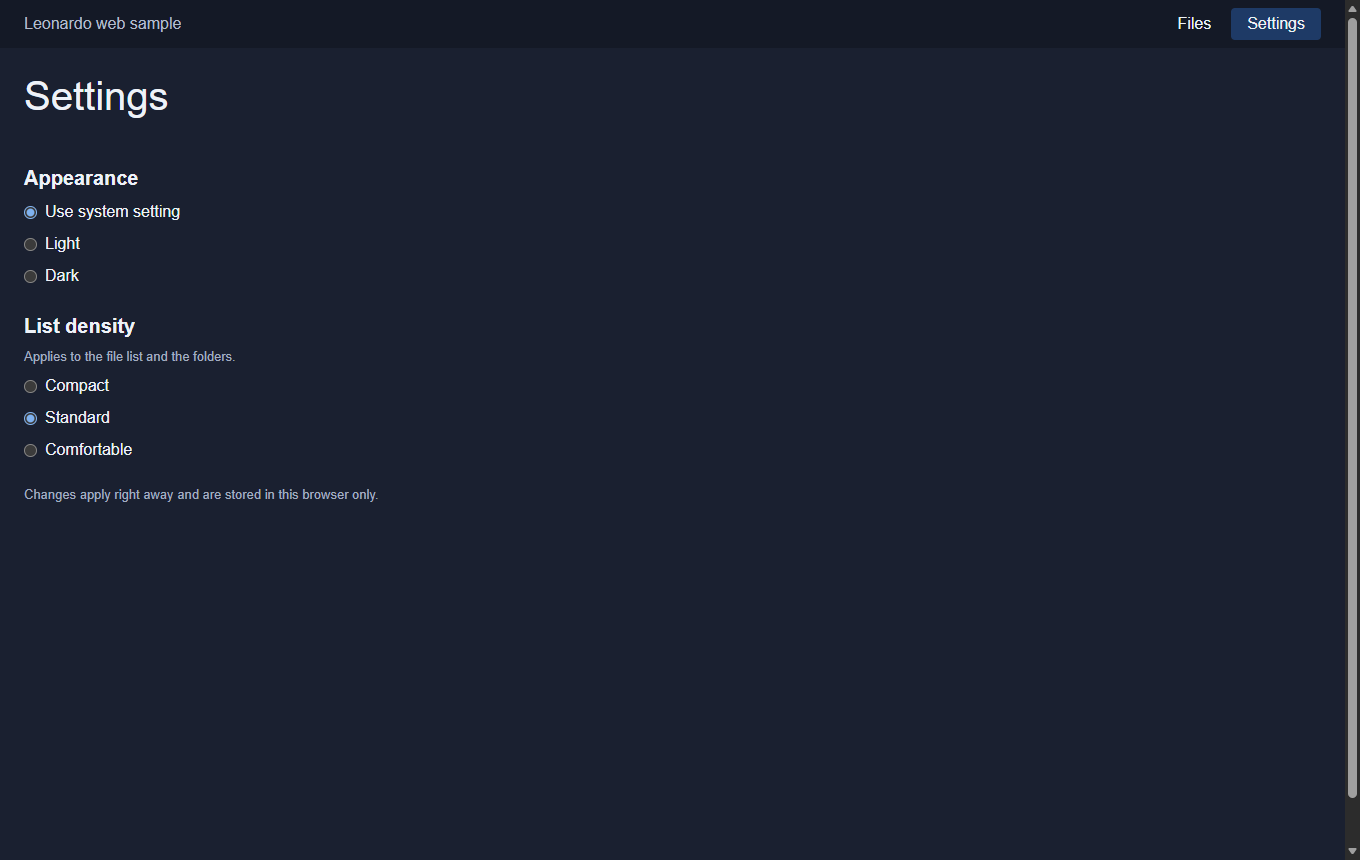 Leonardo web sample
Files
Settings
Settings
Appearance
Use system setting
Light
Dark
List density
Applies to the file list and the folders.
Compact
Standard
Comfortable
Changes apply right away and are stored in this browser only.